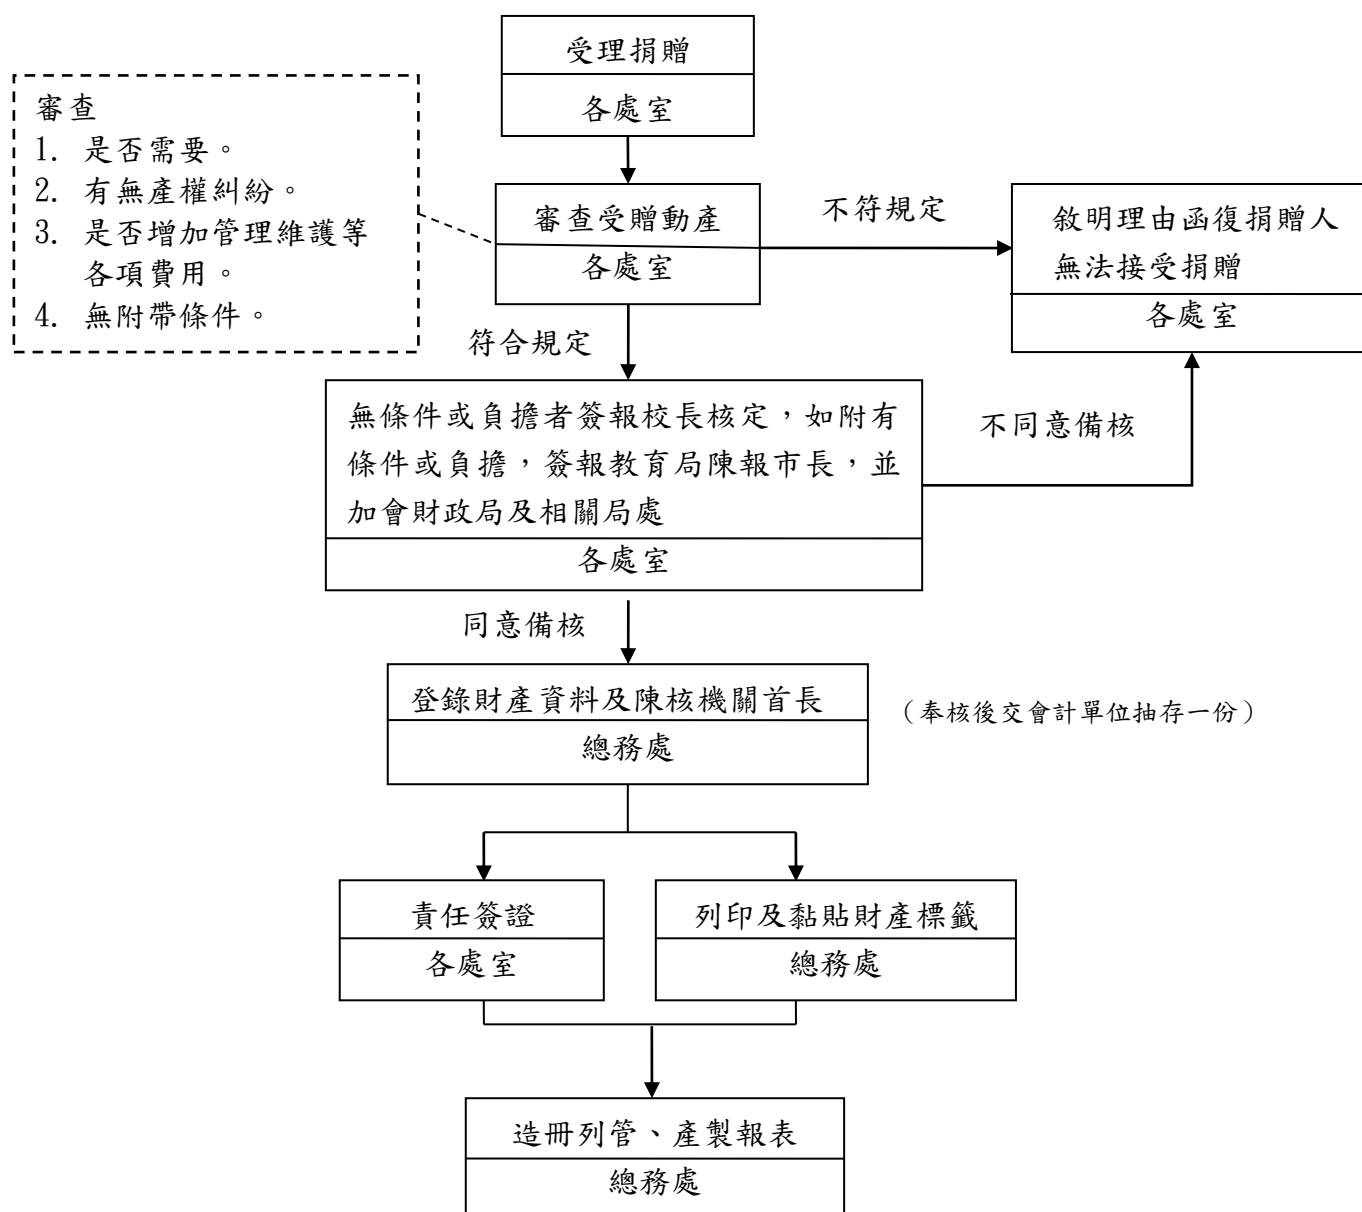 受理捐贈
各處室
審查
1. 是否需要。
2. 有無產權糾紛。
3. 是否增加管理維護等
各項費用。
4. 無附帶條件。
審查受贈動產
各處室
不符規定
敘明理由函復捐贈人
無法接受捐贈
各處室
符合規定
無條件或負擔者簽報校長核定，如附有
條件或負擔，簽報教育局陳報市長，並
加會財政局及相關局處
各處室
不同意備核
同意備核
登錄財產資料及陳核機關首長
總務處
（奉核後交會計單位抽存一份）
責任簽證
各處室
列印及黏貼財產標籤
總務處
造冊列管、產製報表
總務處